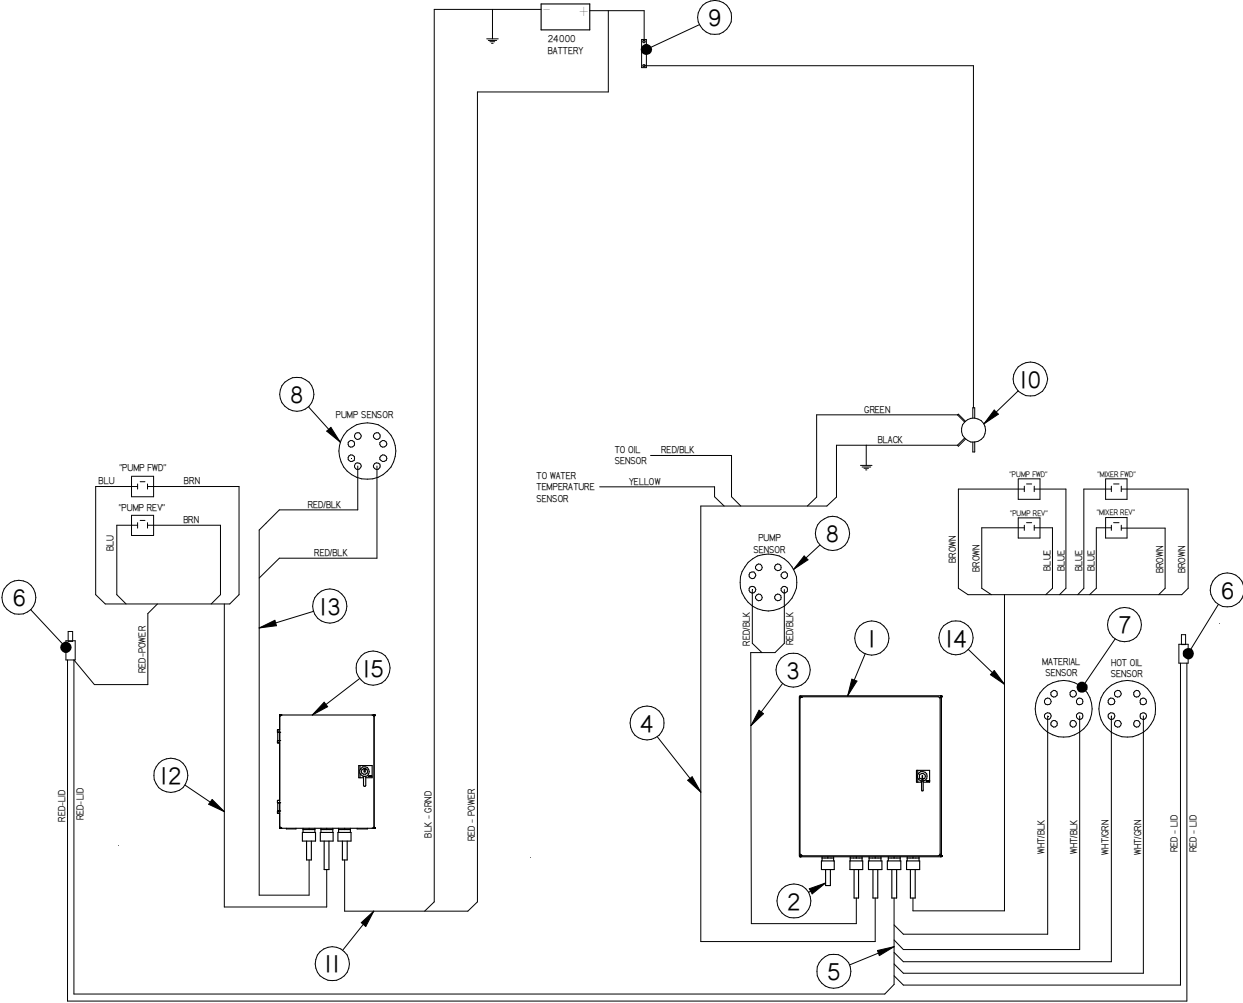 - +
24000
BATTERY
9
10
8
PUMP SENSOR
GREEN
BLACK
TO OIL
SENSOR
RED/BLK
TO WATER
TEMPERATURE
SENSOR
YELLOW
"PUMP FWD"
BLU
BRN
"PUMP REV"
BRN
BLU
RED/BLK
RED/BLK
"PUMP FWD"
"MIXER FWD"
"PUMP REV"
"MIXER REV"
BROWN
BROWN
BLUE
BLUE
BLUE
BLUE
BROWN
BROWN
PUMP
SENSOR
8
RED/BLK
RED/BLK
6
13
RED-POWER
6
7
1
14
MATERIAL
SENSOR
HOT OIL
SENSOR
15
3
4
12
RED-LID
RED-LID
BLK - GRND
RED - POWER
WHT/BLK
WHT/BLK
WHT/GRN
WHT/GRN
RED - LID
RED - LID
2
11
5